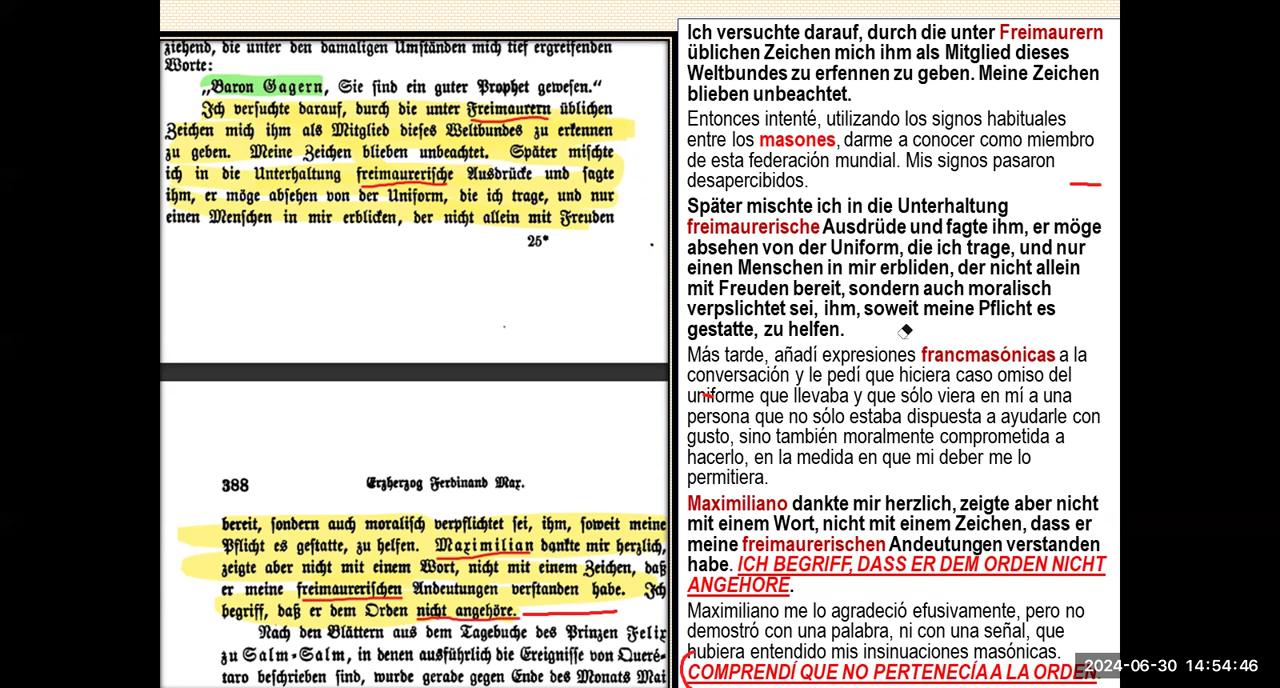 ziehend, die unter den damaligen Umständen mich tief ergreifenden
Worte:
„Baron Gagern, Sie sind ein guter Prophet gewesen.“
Ich versuchte darauf, durch die unter Freimaurern üblichen
Zeichen mich ihm als Mitglied dieses Weltbundes zu erkennen
zu geben. Meine Zeichen blieben unbeachtet. Später mischte
ich in die Unterhaltung freimaurerische Ausdrücke und sagte
ihm, er möge absehen von der Uniform, die ich trage, und nur
einen Menschen in mir erblicken, der nicht allein mit Freuden
25*
388 Erzherzog Ferdinand Max.
bereit, sondern auch moralisch verpflichtet sei, ihm, soweit meine
Pflicht es gestatte, zu helfen. Maximilian dankte mir herzlich,
zeigte aber nicht mit einem Wort, nicht mit einem Zeichen, daß
er meine freimaurerischen Andeutungen verstanden habe. Ich
begriff, daß er dem Orden nicht angehöre.
Nach den Blättern aus dem Tagebuche des Prinzen Felix
zu Salm-Salm, in denen ausführlich die Ereignisse von Queré-
taro beschrieben sind, wurde gerade gegen Ende des Monats Mai
Ich versuchte darauf, durch die unter Freimaurern
üblichen Zeichen mich ihm als Mitglied dieses
Weltbundes zu erfennen zu geben. Meine Zeichen
blieben unbeachtet.
Entonces intenté, utilizando los signos habituales
entre los masones, darme a conocer como miembro
de esta federación mundial. Mis signos pasaron
desapercibidos.
Später mischte ich in die Unterhaltung
freimaurerische Ausdrüde und fagte ihm, er möge
absehen von der Uniform, die ich trage, und nur
einen Menschen in mir erbliden, der nicht allein
mit Freuden bereit, sondern auch moralisch
verpslichtet sei, ihm, soweit meine Pflicht es
gestatte, zu helfen.
Más tarde, añadí expresiones francmasónicas a la
conversación y le pedí que hiciera caso omiso del
uniforme que llevaba y que sólo viera en mí a una
persona que no sólo estaba dispuesta a ayudarle con
gusto, sino también moralmente comprometida a
hacerlo, en la medida en que mi deber me lo
permitiera.
Maximiliano dankte mir herzlich, zeigte aber nicht
mit einem Wort, nicht mit einem Zeichen, dass er
meine freimaurerischen Andeutungen verstanden
habe. ICH BEGRIFF, DASS ER DEM ORDEN NICHT
ANGEHÖRE.
Maximiliano me lo agradeció efusivamente, pero no
demostró con una palabra, ni con una señal, que
hubiera entendido mis insinuaciones masónicas.
COMPRENDÍ QUE NO PERTENECÍA A LA ORDEN.
2024-06-30 14:54:46